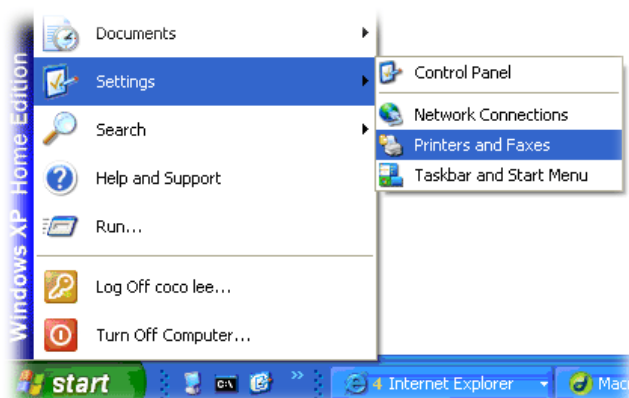 Windows XP Home Edition
Documents
Settings
Search
Help and Support
Run...
Log Off coco lee...
Turn Off Computer...
Control Panel
Network Connections
Printers and Faxes
Taskbar and Start Menu
start
4 Internet Explorer